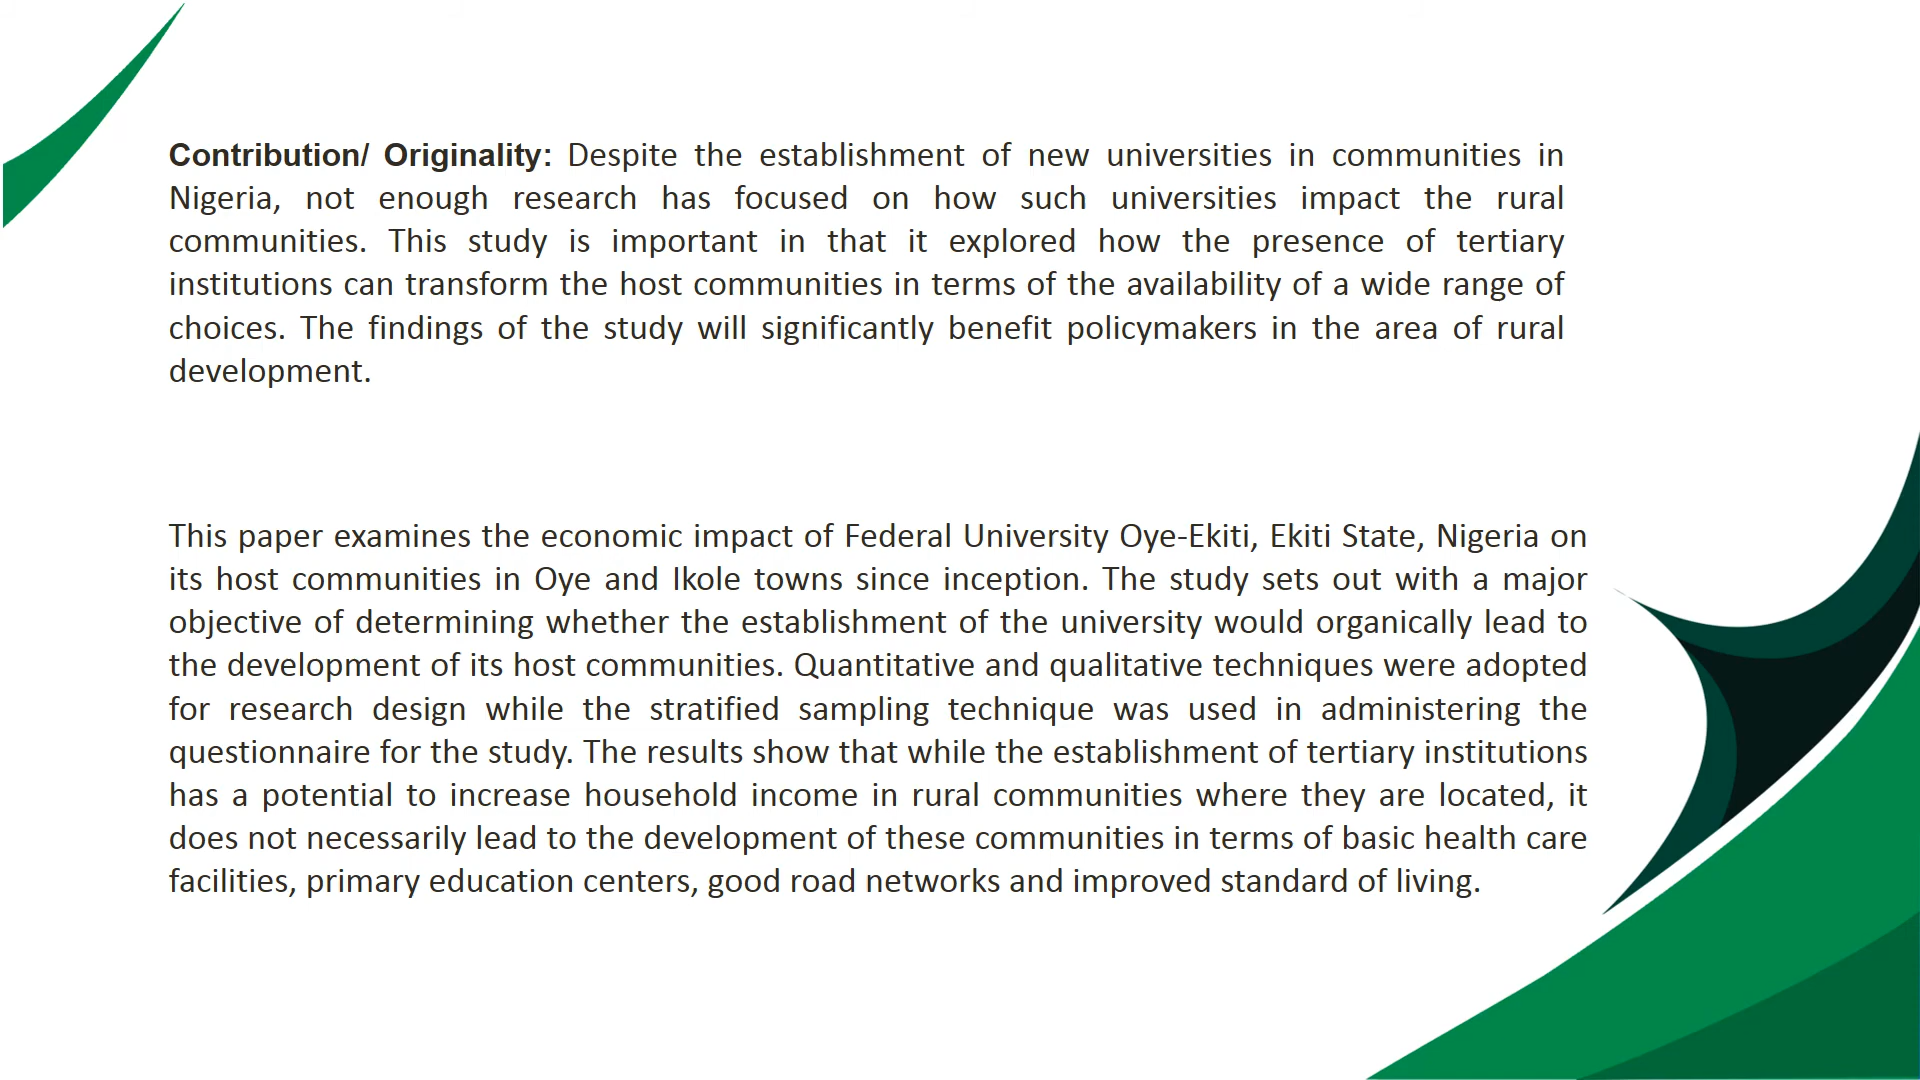 Contribution/ Originality: Despite the establishment of new universities in communities in
Nigeria, not enough research has focused on how such universities impact the rural
communities. This study is important in that it explored how the presence of tertiary
institutions can transform the host communities in terms of the availability of a wide range of
choices. The findings of the study will significantly benefit policymakers in the area of rural
development.
This paper examines the economic impact of Federal University Oye-Ekiti, Ekiti State, Nigeria on
its host communities in Oye and Ikole towns since inception. The study sets out with a major
objective of determining whether the establishment of the university would organically lead to
the development of its host communities. Quantitative and qualitative techniques were adopted
for research design while the stratified sampling technique was used in administering the
questionnaire for the study. The results show that while the establishment of tertiary institutions
has a potential to increase household income in rural communities where they are located, it
does not necessarily lead to the development of these communities in terms of basic health care
facilities, primary education centers, good road networks and improved standard of living.